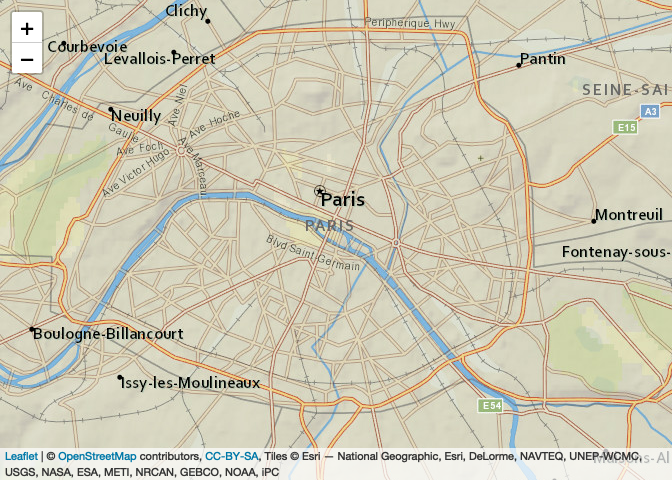 Clichy
Peripherique Hwy
+
Courbevoie
Levallois-Perret
−
Pantin
Ave Charles de Gaulle
Ave Niel
SEINE-SAI
A3
Neuilly
Ave Hoche
E15
Ave Foch
Ave Marceau
Ave Victor Hugo
Paris
PARIS
Montreuil
Blvd Saint-Germain
Fontenay-sous-
Boulogne-Billancourt
Issy-les-Moulineaux
E54
Maisons-Al
Leaflet | © OpenStreetMap contributors, CC-BY-SA, Tiles © Esri — National Geographic, Esri, DeLorme, NAVTEQ, UNEP-WCMC,
USGS, NASA, ESA, METI, NRCAN, GEBCO, NOAA, iPC